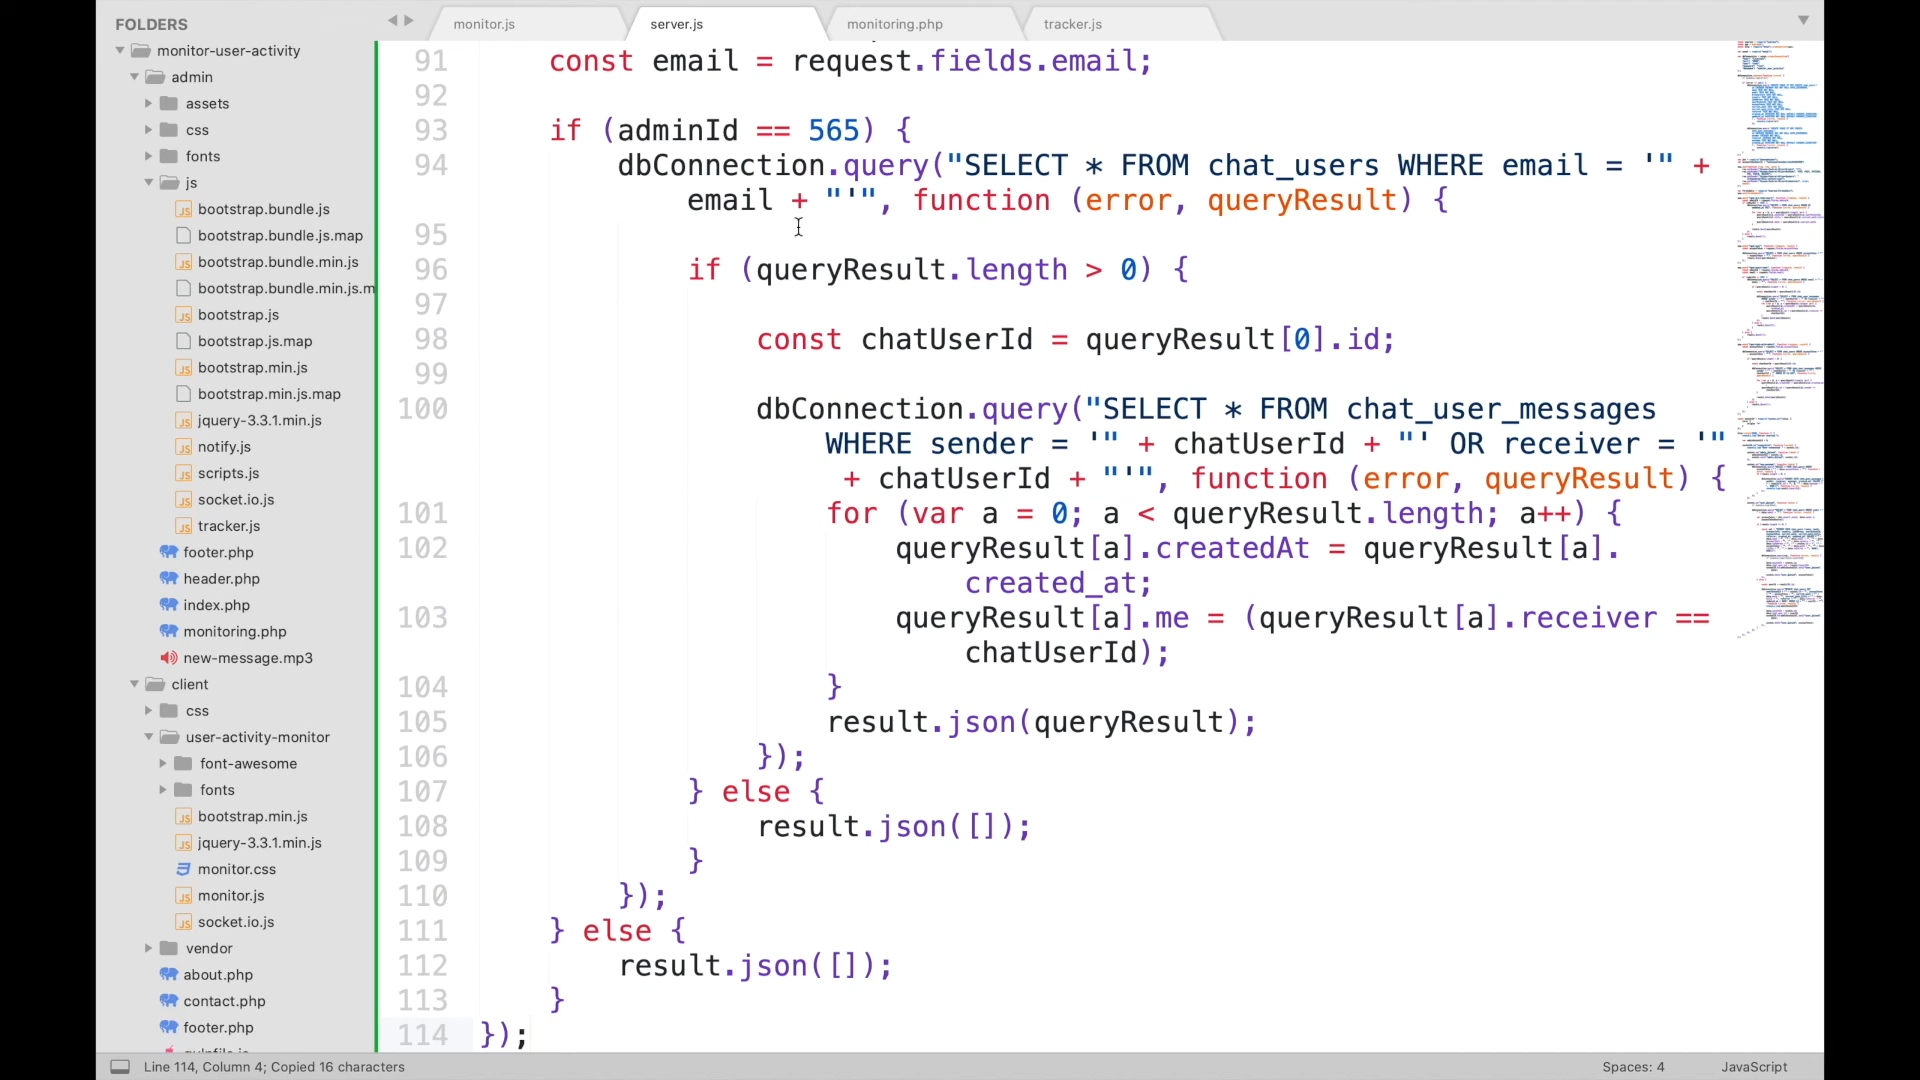 FOLDERS
monitor-user-activity
admin
assets
css
fonts
js
bootstrap.bundle.js
bootstrap.bundle.js.map
bootstrap.bundle.min.js
bootstrap.bundle.min.js.m
bootstrap.js
bootstrap.js.map
bootstrap.min.js
bootstrap.min.js.map
jquery-3.3.1.min.js
notify.js
scripts.js
socket.io.js
tracker.js
footer.php
header.php
index.php
monitoring.php
new-message.mp3
client
css
user-activity-monitor
font-awesome
fonts
bootstrap.min.js
jquery-3.3.1.min.js
monitor.css
monitor.js
socket.io.js
vendor
about.php
contact.php
footer.php
monitor.js server.js monitoring.php tracker.js
91 const email = request.fields.email;
92
93 if (adminId == 565) {
94 dbConnection.query("SELECT * FROM chat_users WHERE email = '" +
email + "'", function (error, queryResult) {
95
96 if (queryResult.length > 0) {
97
98 const chatUserId = queryResult[0].id;
99
100 dbConnection.query("SELECT * FROM chat_user_messages
WHERE sender = '" + chatUserId + "' OR receiver = '"
+ chatUserId + "'", function (error, queryResult) {
101 for (var a = 0; a < queryResult.length; a++) {
102 queryResult[a].createdAt = queryResult[a].
created_at;
103 queryResult[a].me = (queryResult[a].receiver ==
chatUserId);
104 }
105 result.json(queryResult);
106 });
107 } else {
108 result.json([]);
109 }
110 });
111 } else {
112 result.json([]);
113 }
114 });
Line 114, Column 4; Copied 16 characters Spaces: 4 JavaScript